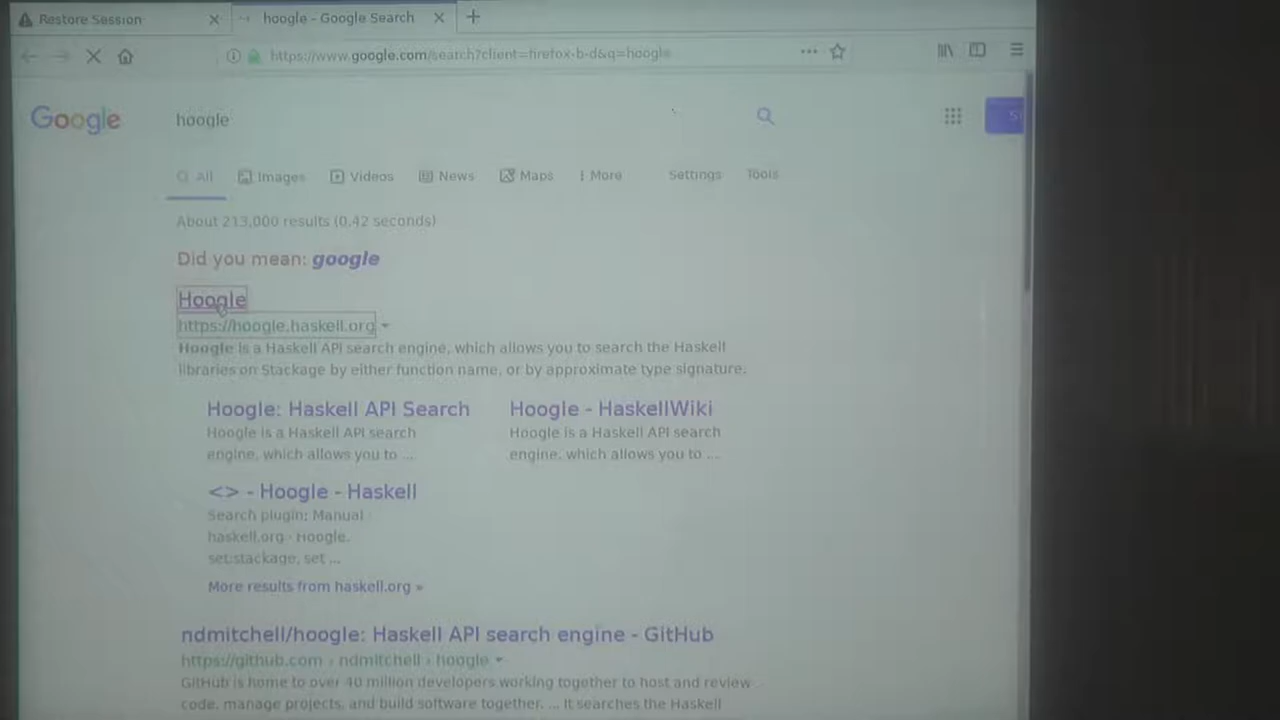 Restore Session
hoogle - Google Search
https://www.google.com/search?client=firefox-b-d&q=hoogle
Google
hoogle
All Images Videos News Maps More Settings Tools
About 213,000 results (0.42 seconds)
Did you mean: google
Hoogle
https://hoogle.haskell.org
Hoogle is a Haskell API search engine, which allows you to search the Haskell
libraries on Stackage by either function name, or by approximate type signature.
Hoogle: Haskell API Search
Hoogle is a Haskell API search
engine, which allows you to ...
Hoogle - HaskellWiki
Hoogle is a Haskell API search
engine, which allows you to ...
<> - Hoogle - Haskell
Search plugin; Manual ·
haskell.org · Hoogle.
set:stackage, set ...
More results from haskell.org »
ndmitchell/hoogle: Haskell API search engine - GitHub
https://github.com › ndmitchell › hoogle
GitHub is home to over 40 million developers working together to host and review
code, manage projects, and build software together. ... It searches the Haskell